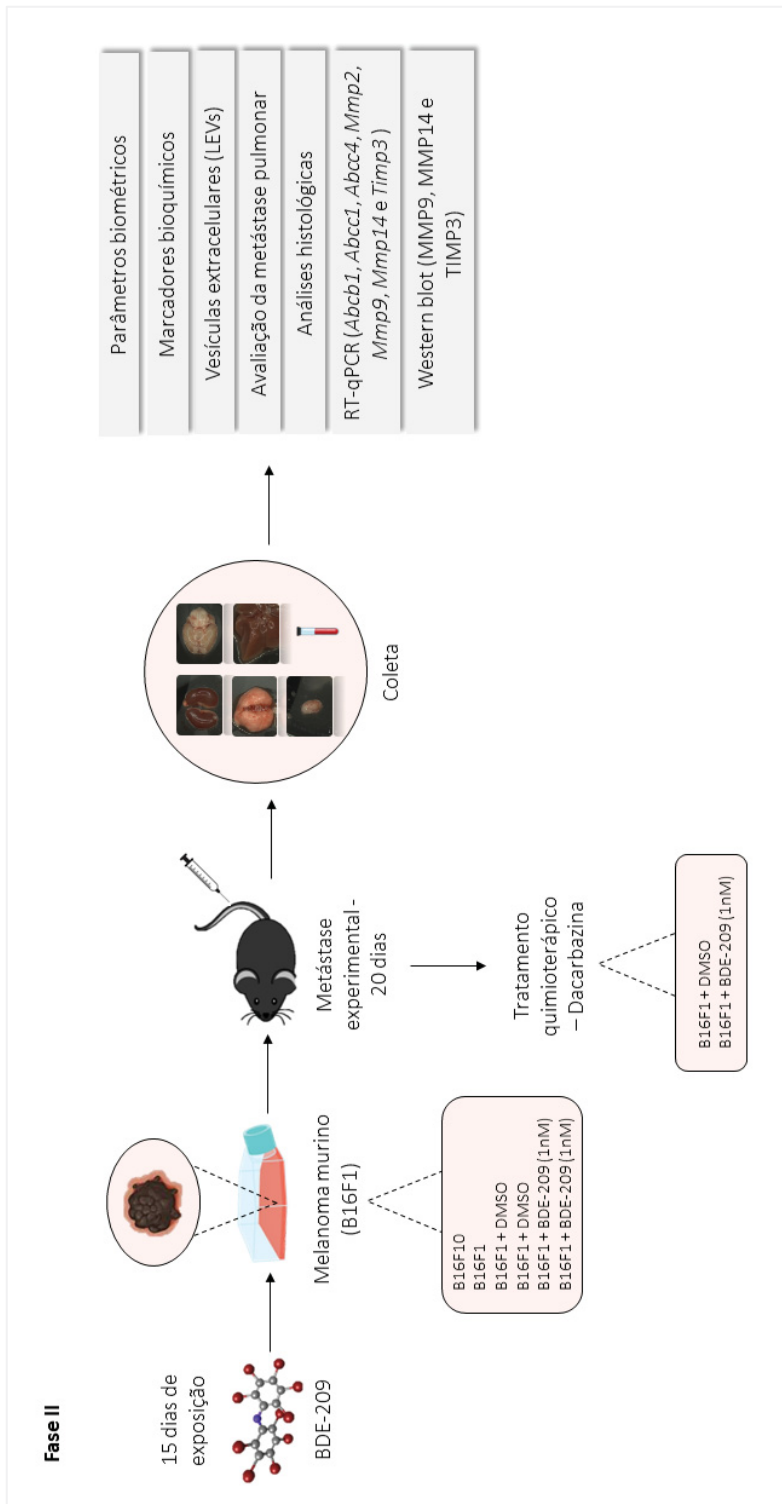 Fase II
15 dias de
exposição
BDE-209
Melanoma murino
(B16F1)
B16F10
B16F1
B16F1 + DMSO
B16F1 + DMSO
B16F1 + BDE-209 (1nM)
B16F1 + BDE-209 (1nM)
Metástase
experimental -
20 dias
Tratamento
quimioterápico
– Dacarbazina
B16F1 + DMSO
B16F1 + BDE-209 (1nM)
Coleta
Parâmetros biométricos
Marcadores bioquímicos
Vesículas extracelulares (LEVs)
Avaliação da metástase pulmonar
Análises histológicas
RT-qPCR (Abcb1, Abcc1, Abcc4, Mmp2,
Mmp9, Mmp14 e Timp3 )
Western blot (MMP9, MMP14 e
TIMP3)